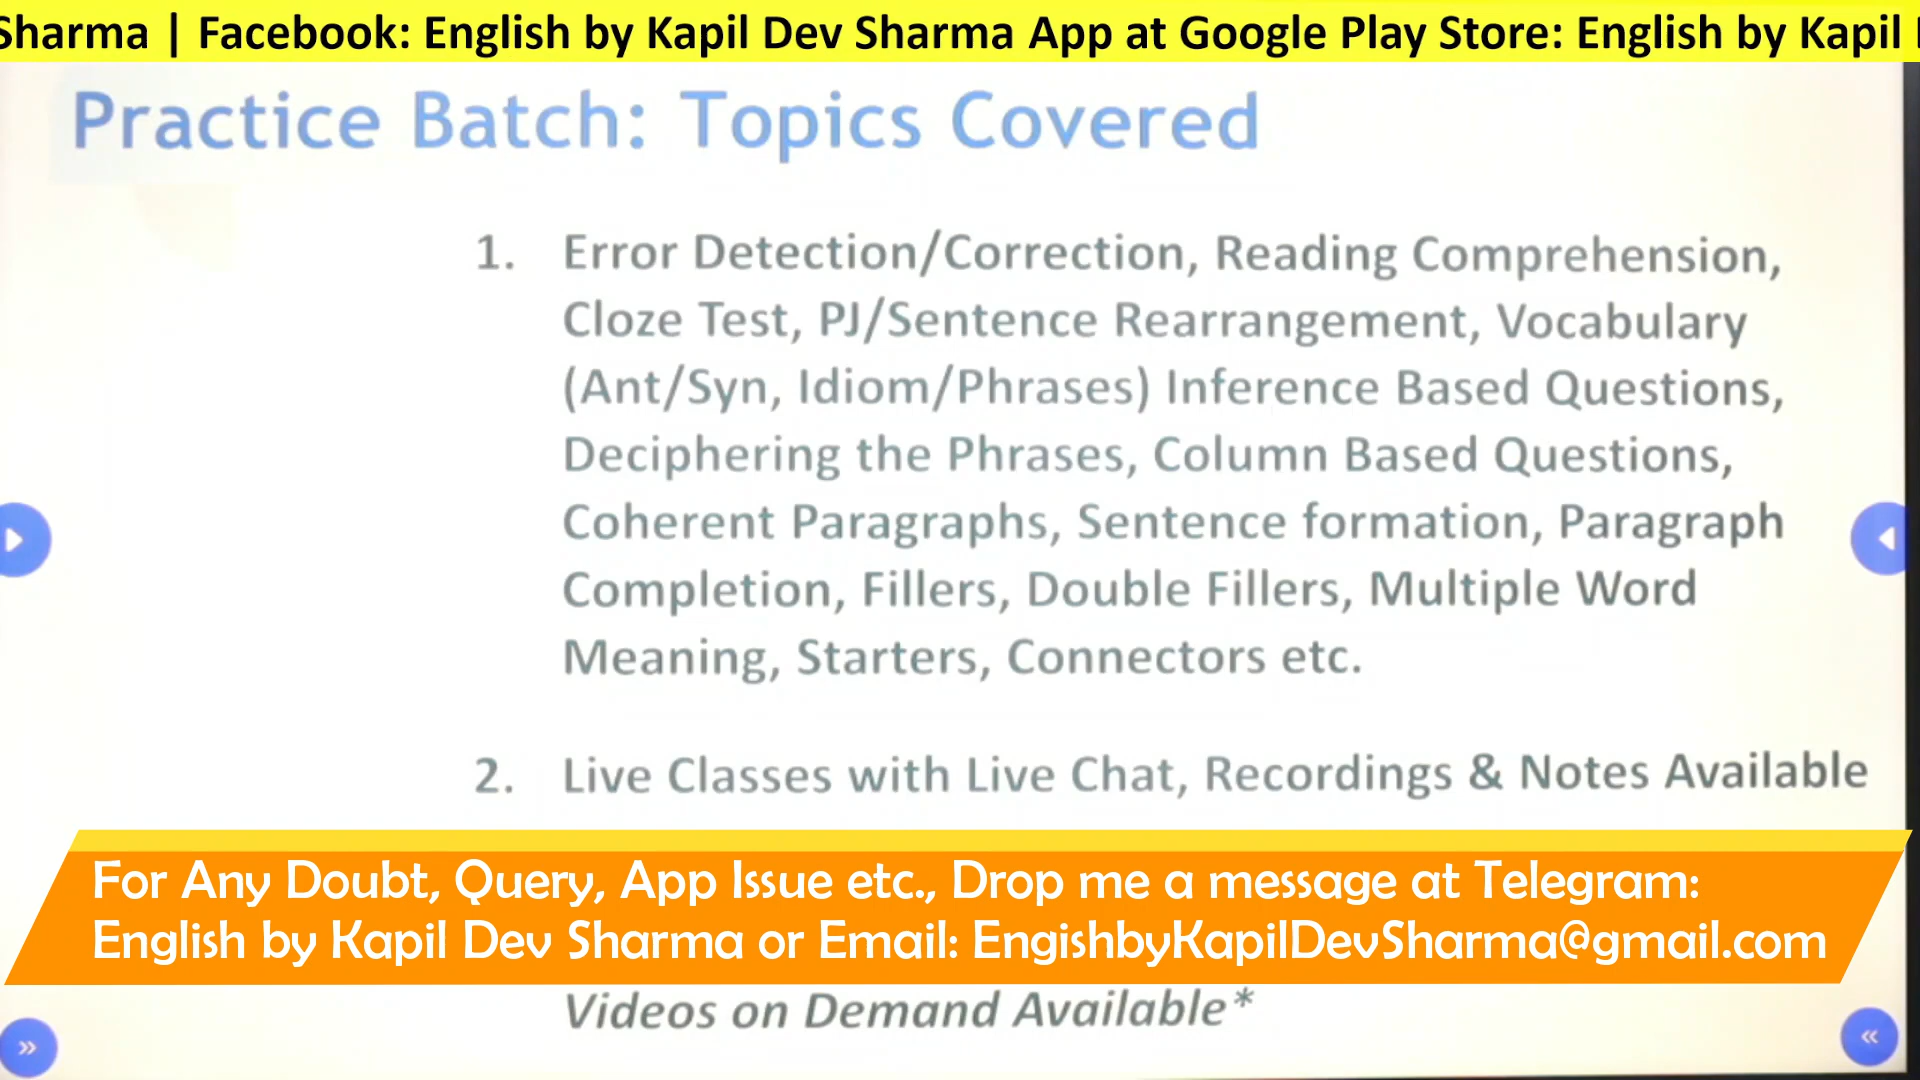 Sharma | Facebook: English by Kapil Dev Sharma App at Google Play Store: English by Kapil
Practice Batch: Topics Covered
1. Error Detection/Correction, Reading Comprehension,
Cloze Test, PJ/Sentence Rearrangement, Vocabulary
(Ant/Syn, Idiom/Phrases) Inference Based Questions,
Deciphering the Phrases, Column Based Questions,
Coherent Paragraphs, Sentence formation, Paragraph
Completion, Fillers, Double Fillers, Multiple Word
Meaning, Starters, Connectors etc.
2. Live Classes with Live Chat, Recordings & Notes Available
For Any Doubt, Query, App Issue etc., Drop me a message at Telegram:
English by Kapil Dev Sharma or Email: EngishbyKapilDevSharma@gmail.com
Videos on Demand Available*